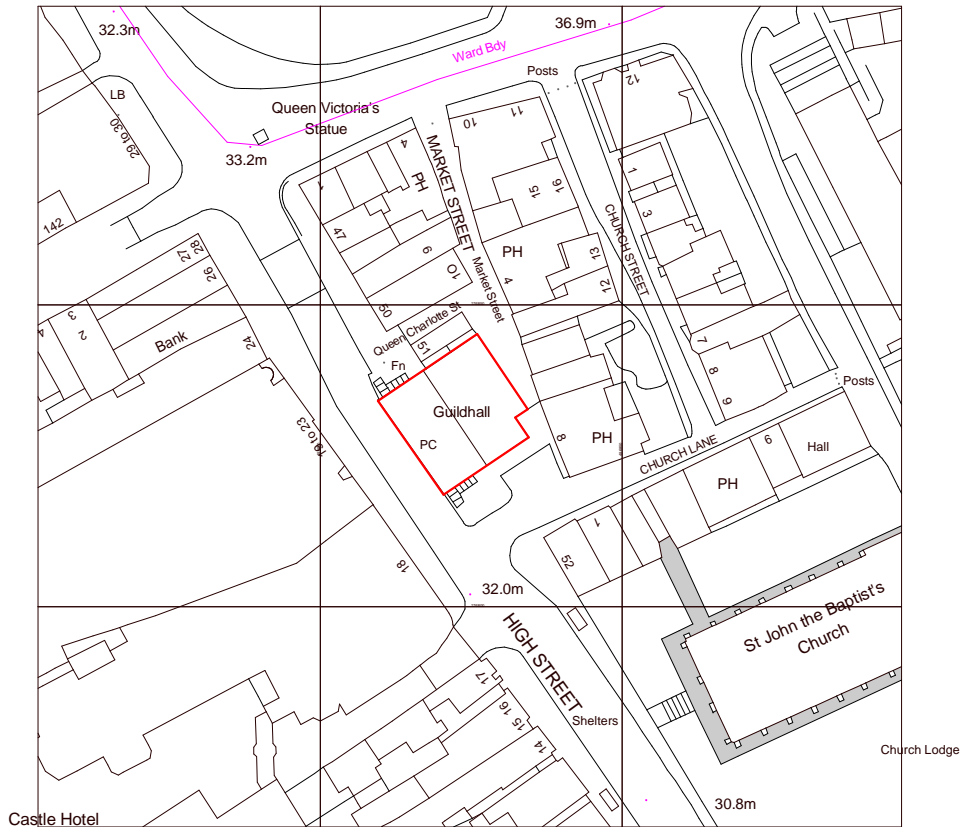 32.3m
36.9m
Ward Bdy
Posts
LB
29 to 30
Queen Victoria's
Statue
33.2m
12
11
10
4
PH
MARKET STREET
1
1
15
16
142
47
3
CHURCH STREET
28
27
26
6
10
PH
4
Market Street
13
12
4
3
2
Bank
24
50
Queen Charlotte St
51
Fn
7
8
9
Posts
Guildhall
PC
19 to 23
8
PH
CHURCH LANE
6
Hall
PH
1
52
18
32.0m
HIGH STREET
St John the Baptist's
Church
17
16
15
14
Shelters
Church Lodge
30.8m
Castle Hotel